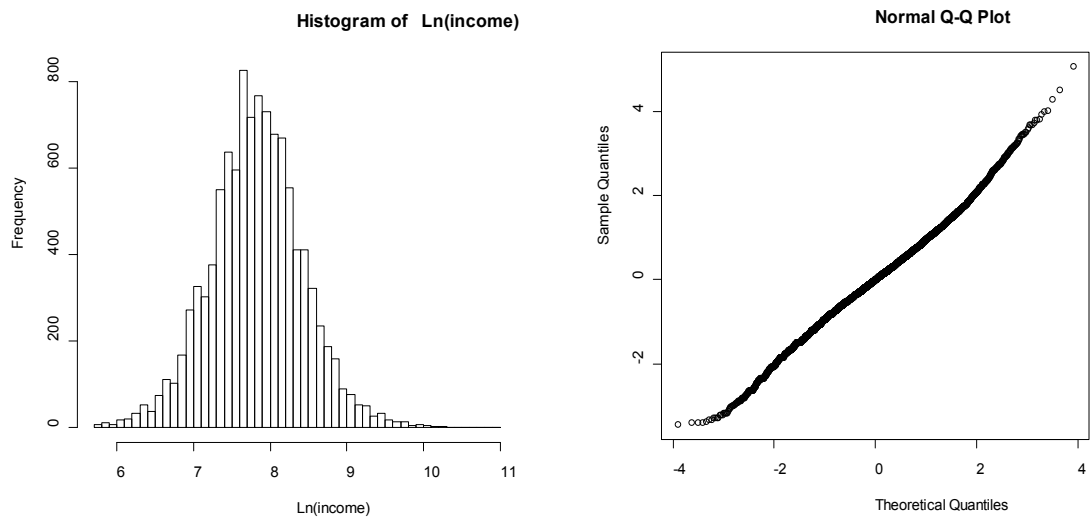 Histogram of Ln(income)
800
600
400
200
0
Frequency
6 7 8 9 10 11
Ln(income)
Normal Q-Q Plot
4
2
0
-2
Sample Quantiles
-4 -2 0 2 4
Theoretical Quantiles